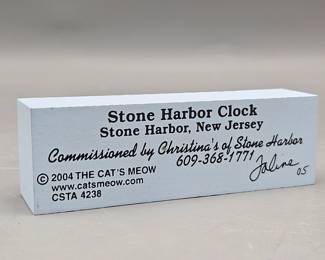 Stone Harbor Clock
Stone Harbor, New Jersey
Commissioned by Christina's of Stone Harbor
609-368-1771
© 2004 THE CAT'S MEOW
www.catsmeow.com
CSTA 4238
Faline
05